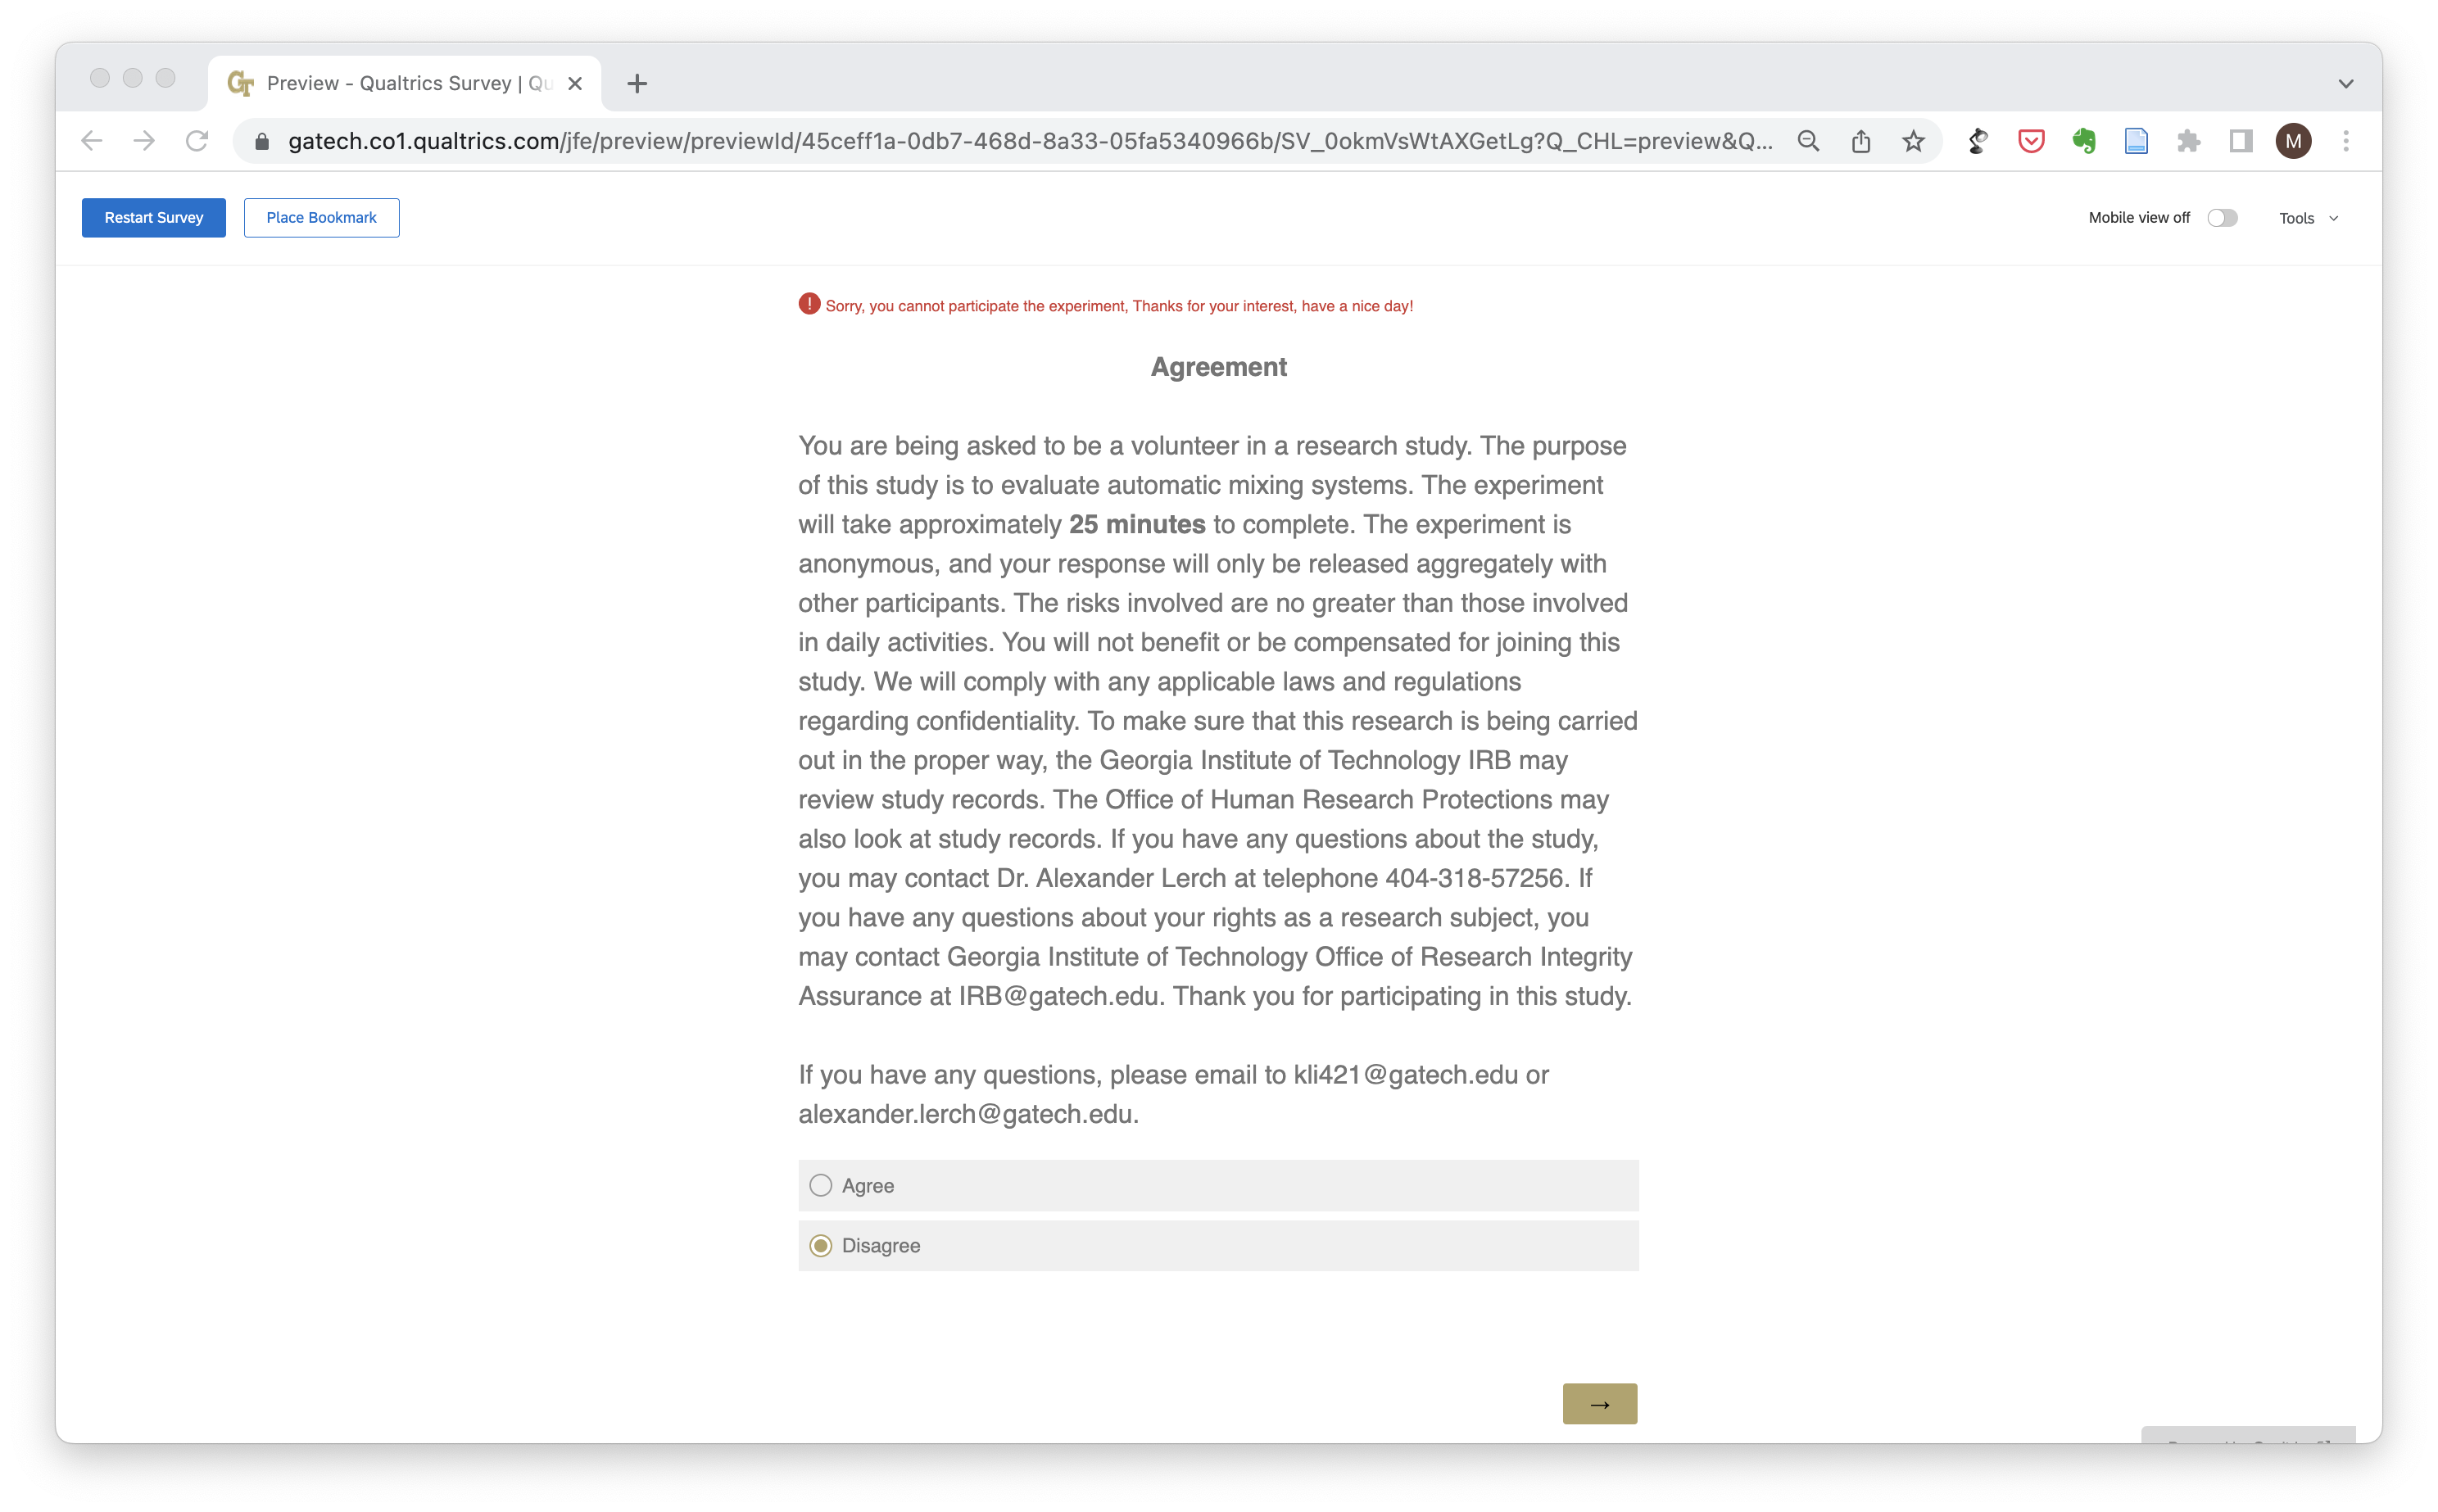 GT Preview - Qualtrics Survey | Qu
gatech.co1.qualtrics.com/jfe/preview/previewId/45ceff1a-0db7-468d-8a33-05fa5340966b/SV_0okmVsWtAXGetLg?Q_CHL=preview&Q... M
Restart Survey Place Bookmark Mobile view off Tools
! Sorry, you cannot participate the experiment, Thanks for your interest, have a nice day!
Agreement
You are being asked to be a volunteer in a research study. The purpose
of this study is to evaluate automatic mixing systems. The experiment
will take approximately 25 minutes to complete. The experiment is
anonymous, and your response will only be released aggregately with
other participants. The risks involved are no greater than those involved
in daily activities. You will not benefit or be compensated for joining this
study. We will comply with any applicable laws and regulations
regarding confidentiality. To make sure that this research is being carried
out in the proper way, the Georgia Institute of Technology IRB may
review study records. The Office of Human Research Protections may
also look at study records. If you have any questions about the study,
you may contact Dr. Alexander Lerch at telephone 404-318-57256. If
you have any questions about your rights as a research subject, you
may contact Georgia Institute of Technology Office of Research Integrity
Assurance at IRB@gatech.edu. Thank you for participating in this study.
If you have any questions, please email to kli421@gatech.edu or
alexander.lerch@gatech.edu.
Agree
Disagree
→